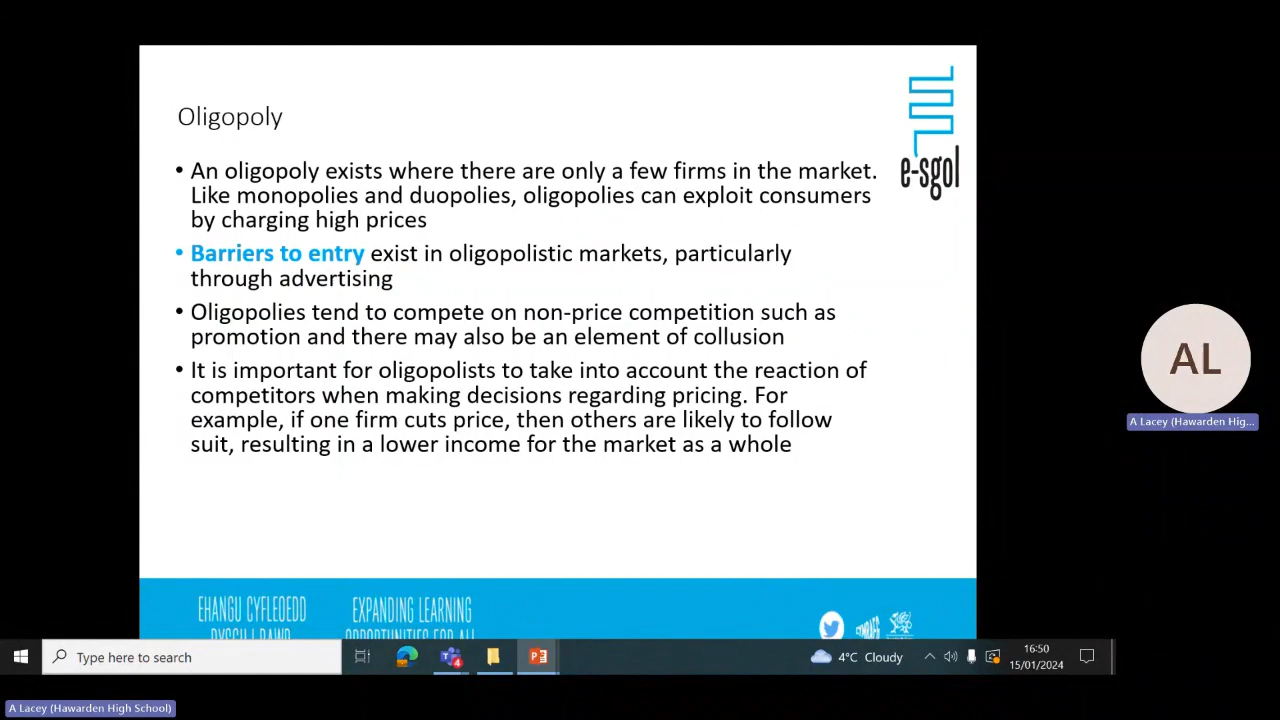 Oligopoly
• An oligopoly exists where there are only a few firms in the market.
Like monopolies and duopolies, oligopolies can exploit consumers
by charging high prices
• Barriers to entry exist in oligopolistic markets, particularly
through advertising
• Oligopolies tend to compete on non-price competition such as
promotion and there may also be an element of collusion
• It is important for oligopolists to take into account the reaction of
competitors when making decisions regarding pricing. For
example, if one firm cuts price, then others are likely to follow
suit, resulting in a lower income for the market as a whole
e-sgol
AL
A Lacey (Hawarden Hig...
EHANGU CYFLEOEDD
EXPANDING LEARNING
OPPORTUNITIES FOR ALL
Type here to search
4
4°C Cloudy
16:50
15/01/2024
A Lacey (Hawarden High School)